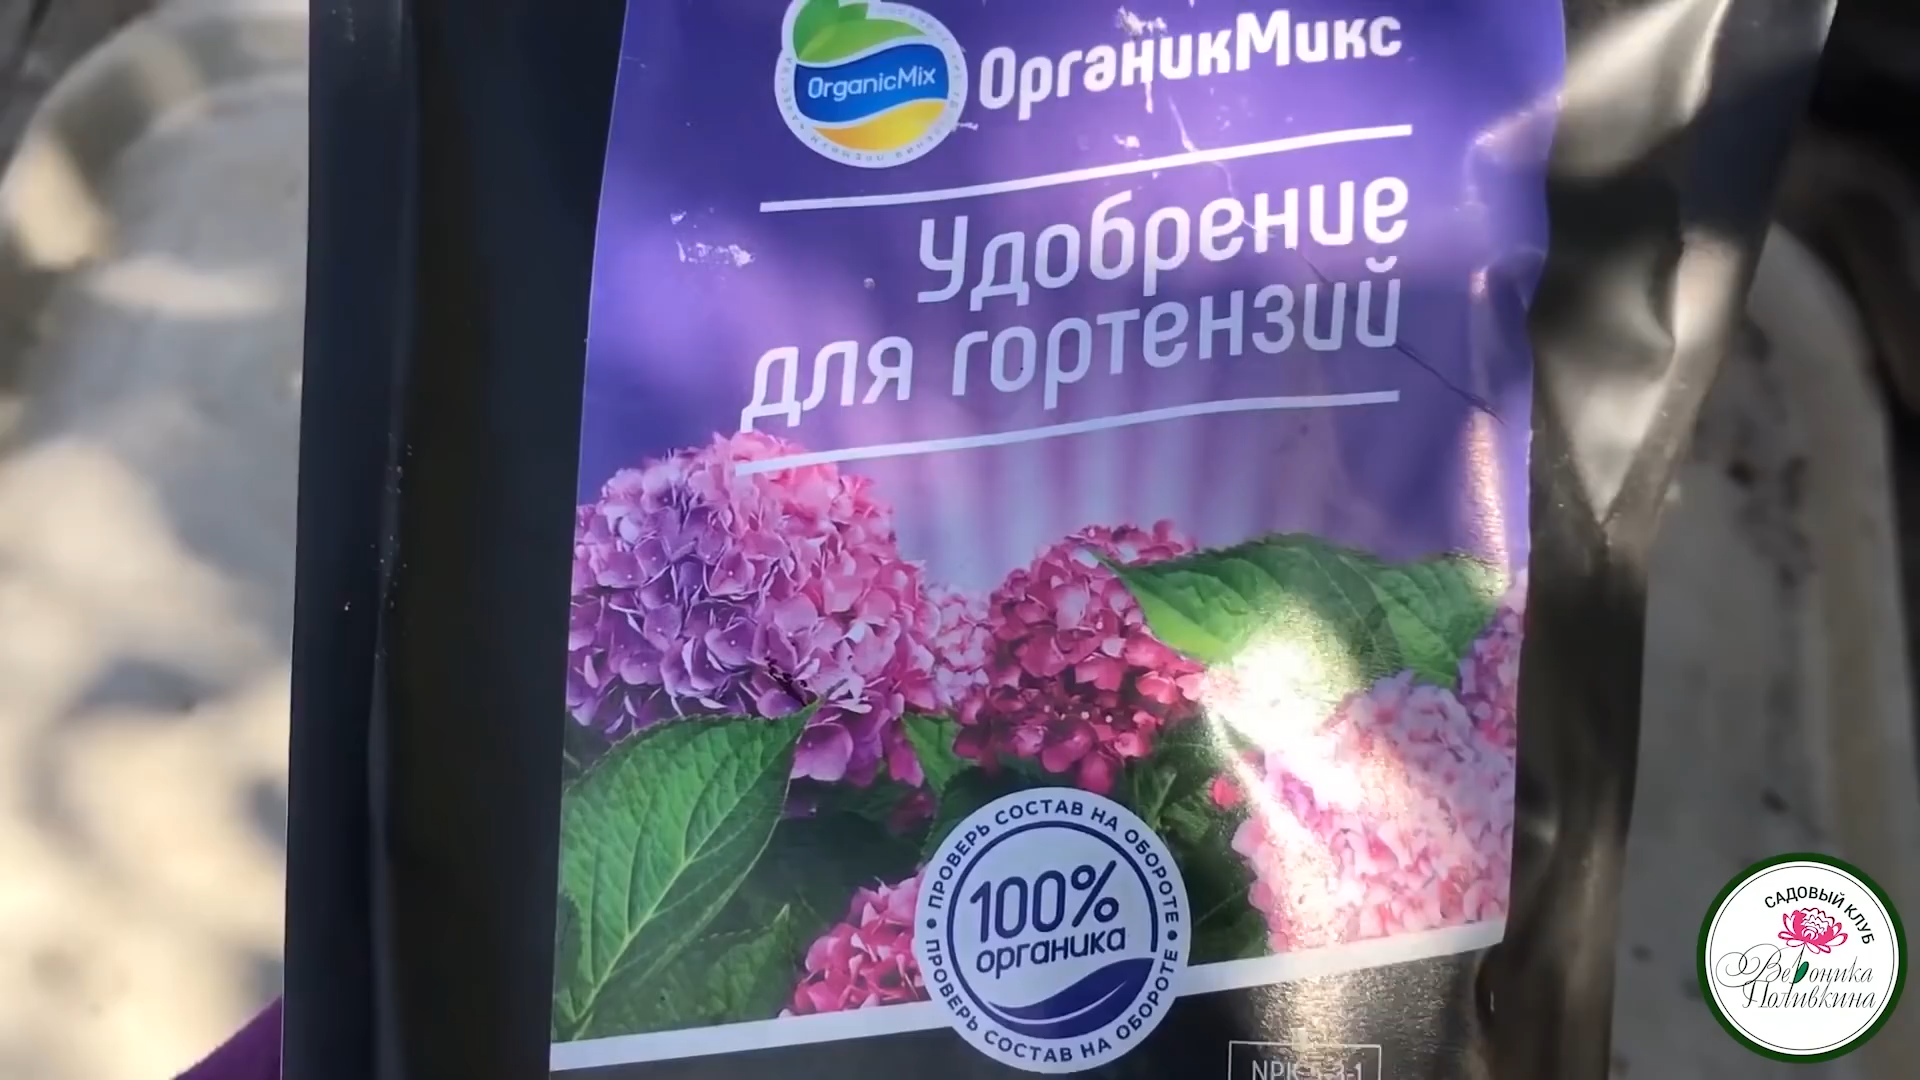 OrganicMix
ОрганикМикс
Удобрение
для гортензий
ПРОВЕРЬ СОСТАВ НА ОБОРОТЕ
100%
органика
ПРОВЕРЬ СОСТАВ НА ОБОРОТЕ
NPK
САДОВЫЙ КЛУБ
Вероника
Поливкина